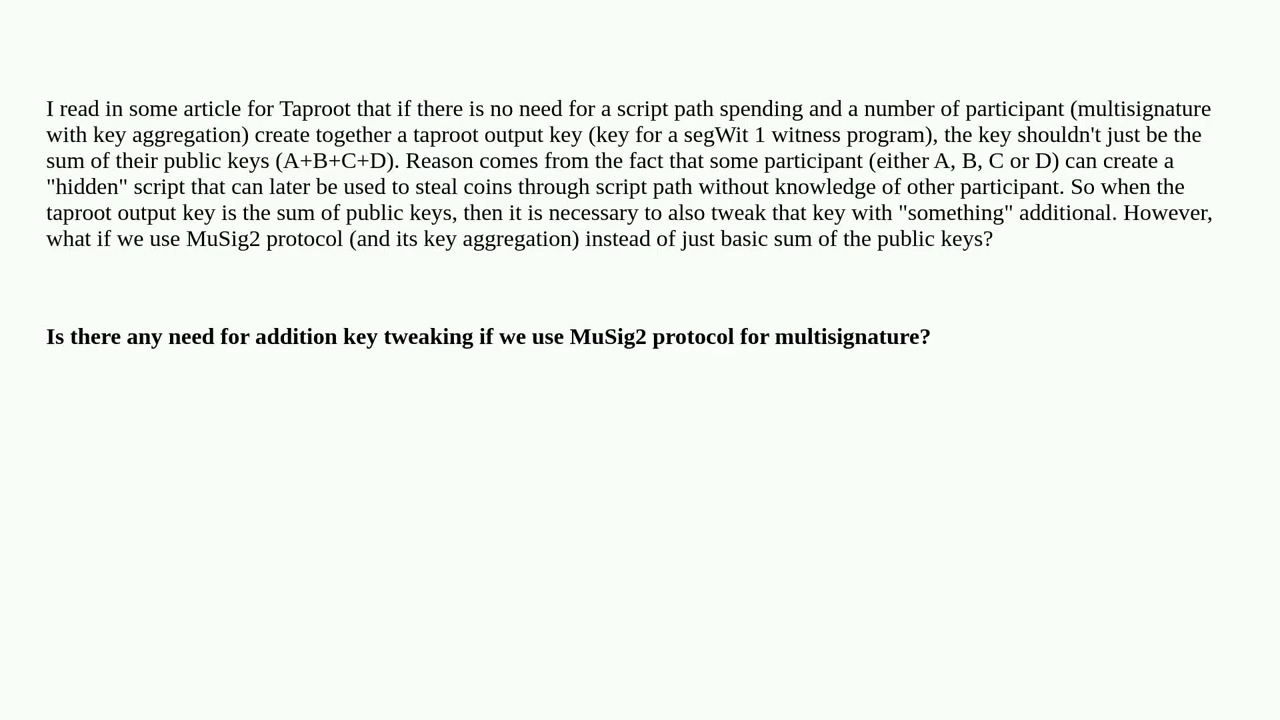 I read in some article for Taproot that if there is no need for a script path spending and a number of participant (multisignature
with key aggregation) create together a taproot output key (key for a segWit 1 witness program), the key shouldn't just be the
sum of their public keys (A+B+C+D). Reason comes from the fact that some participant (either A, B, C or D) can create a
"hidden" script that can later be used to steal coins through script path without knowledge of other participant. So when the
taproot output key is the sum of public keys, then it is necessary to also tweak that key with "something" additional. However,
what if we use MuSig2 protocol (and its key aggregation) instead of just basic sum of the public keys?
Is there any need for addition key tweaking if we use MuSig2 protocol for multisignature?